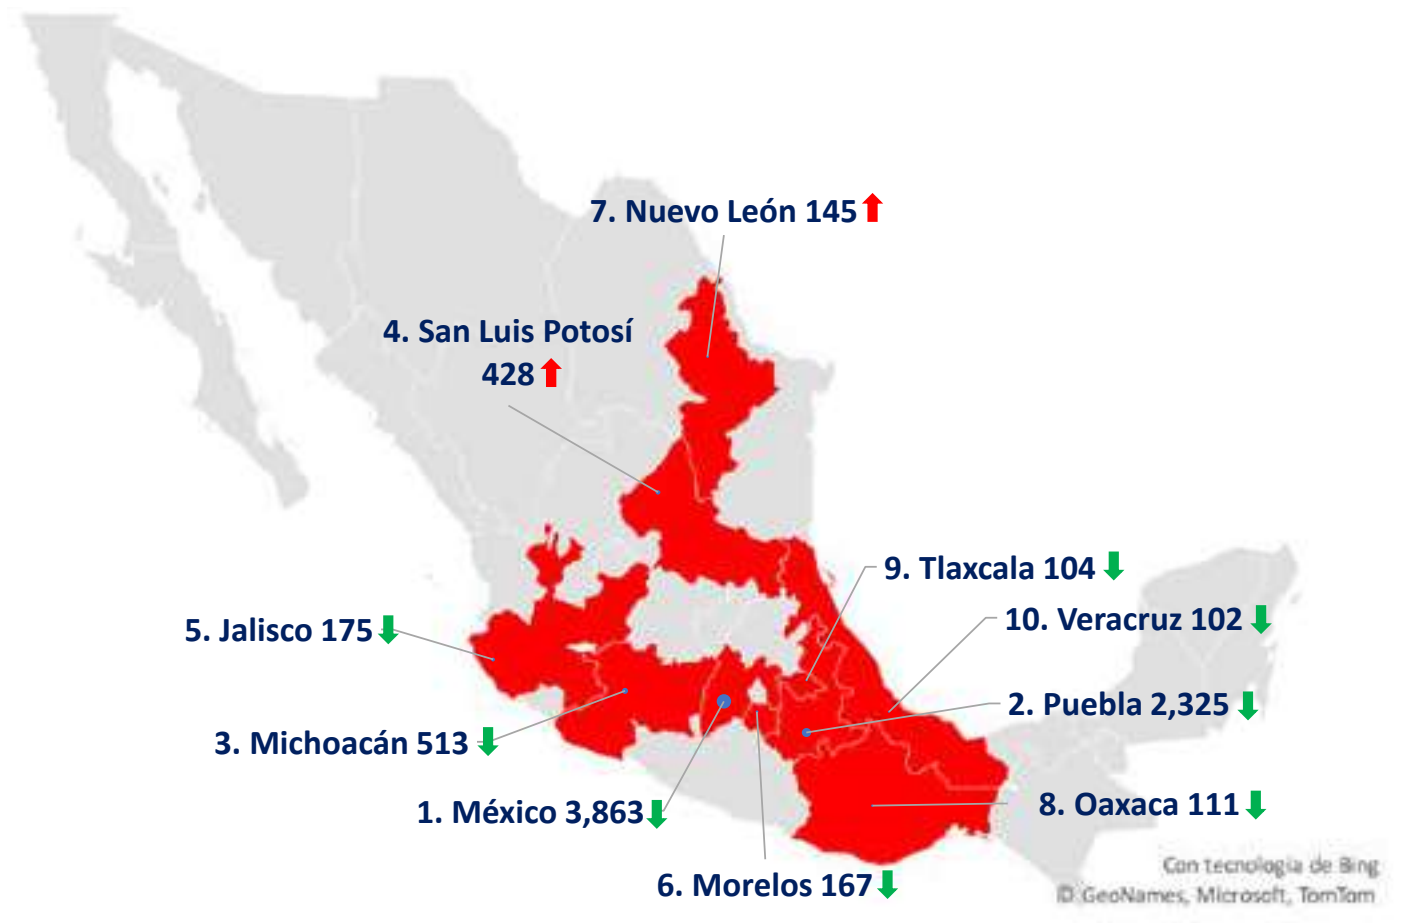 7. Nuevo León 145
4. San Luis Potosí
428
9. Tlaxcala 104
10. Veracruz 102
5. Jalisco 175
2. Puebla 2,325
3. Michoacán 513
8. Oaxaca 111
1. México 3,863
6. Morelos 167
Con tecnología de Bing
© GeoNames, Microsoft, TomTom